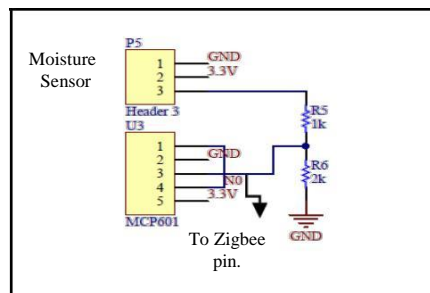 P5
Moisture
Sensor
1 GND
2 3.3V
3
Header 3
U3
R5
1k
1
2 GND
3
4 N0
5 3.3V
MCP601
R6
2k
GND
To Zigbee
pin.